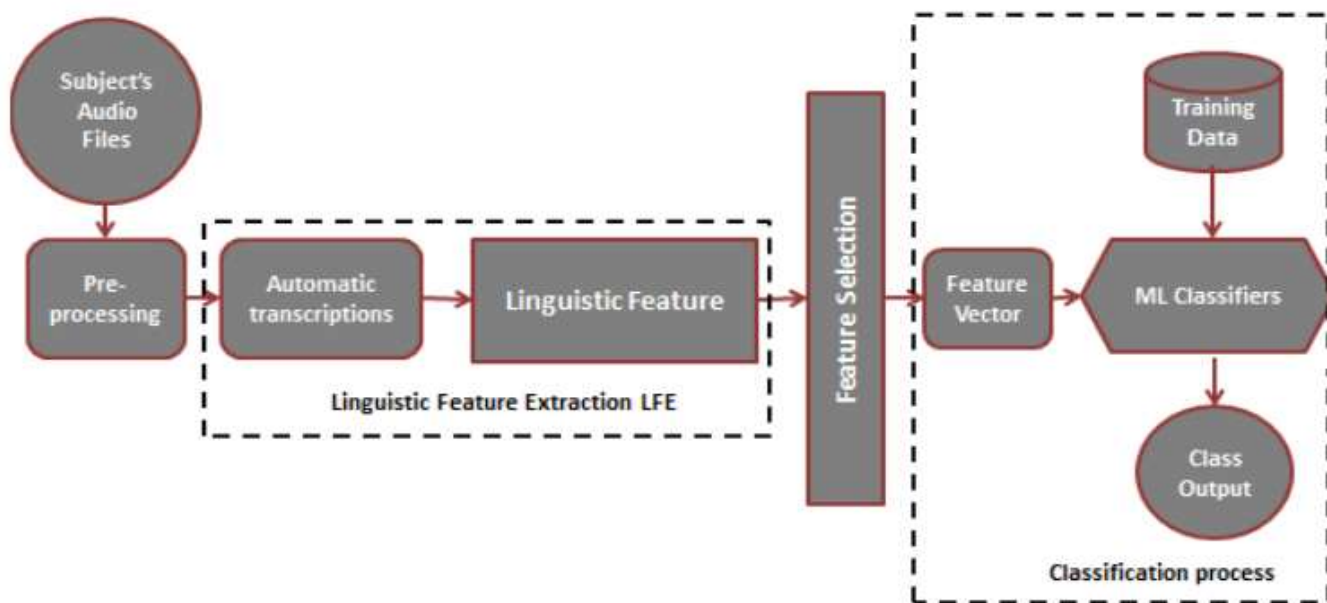 Subject's
Audio
Files
Pre-
processing
Automatic
transcriptions
Linguistic Feature
Linguistic Feature Extraction LFE
Feature Selection
Feature
Vector
Training
Data
ML Classifiers
Class
Output
Classification process